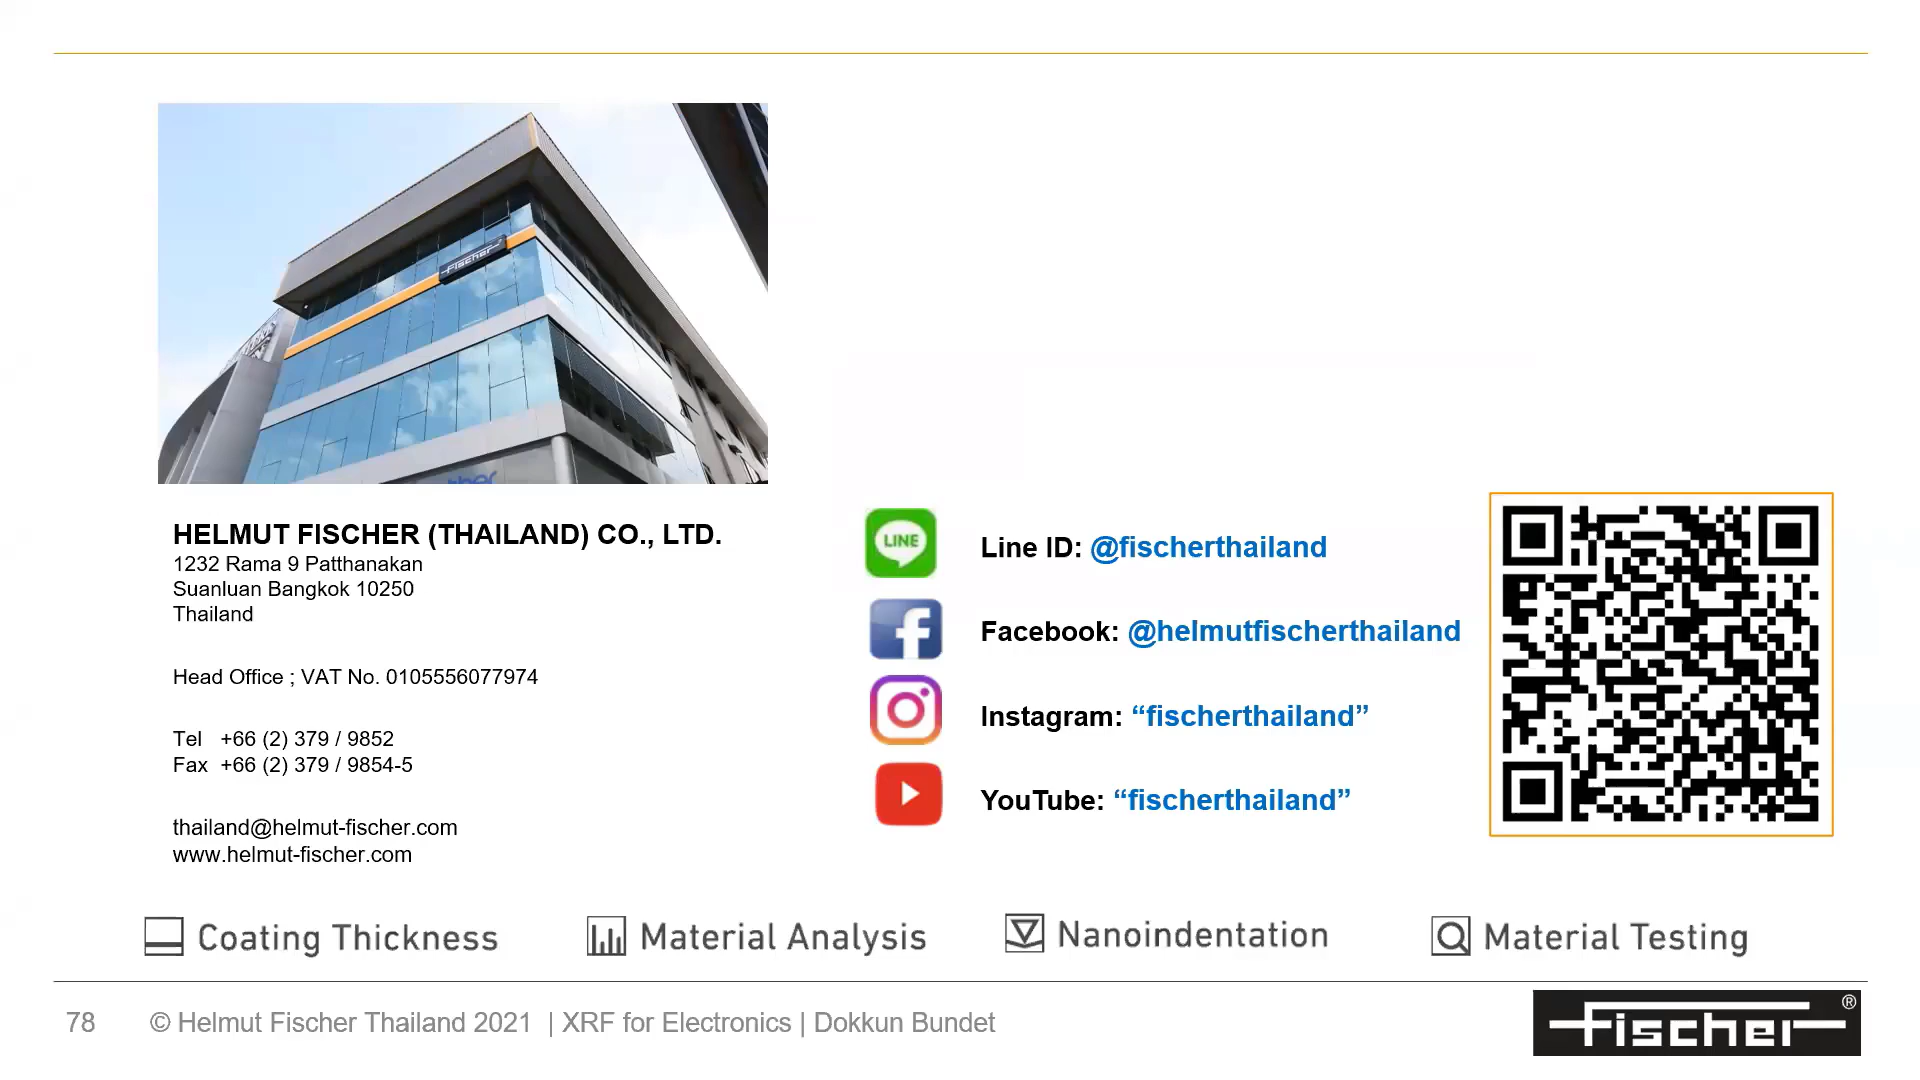 Fischer
HELMUT FISCHER (THAILAND) CO., LTD.
1232 Rama 9 Patthanakan
Suanluan Bangkok 10250
Thailand
Head Office ; VAT No. 0105556077974
Tel +66 (2) 379 / 9852
Fax +66 (2) 379 / 9854-5
thailand@helmut-fischer.com
www.helmut-fischer.com
LINE
Line ID: @fischerthailand
Facebook: @helmutfischerthailand
Instagram: “fischerthailand”
YouTube: “fischerthailand”
Coating Thickness
Material Analysis
Nanoindentation
Material Testing
78
© Helmut Fischer Thailand 2021 | XRF for Electronics | Dokkun Bundet
Fischer®